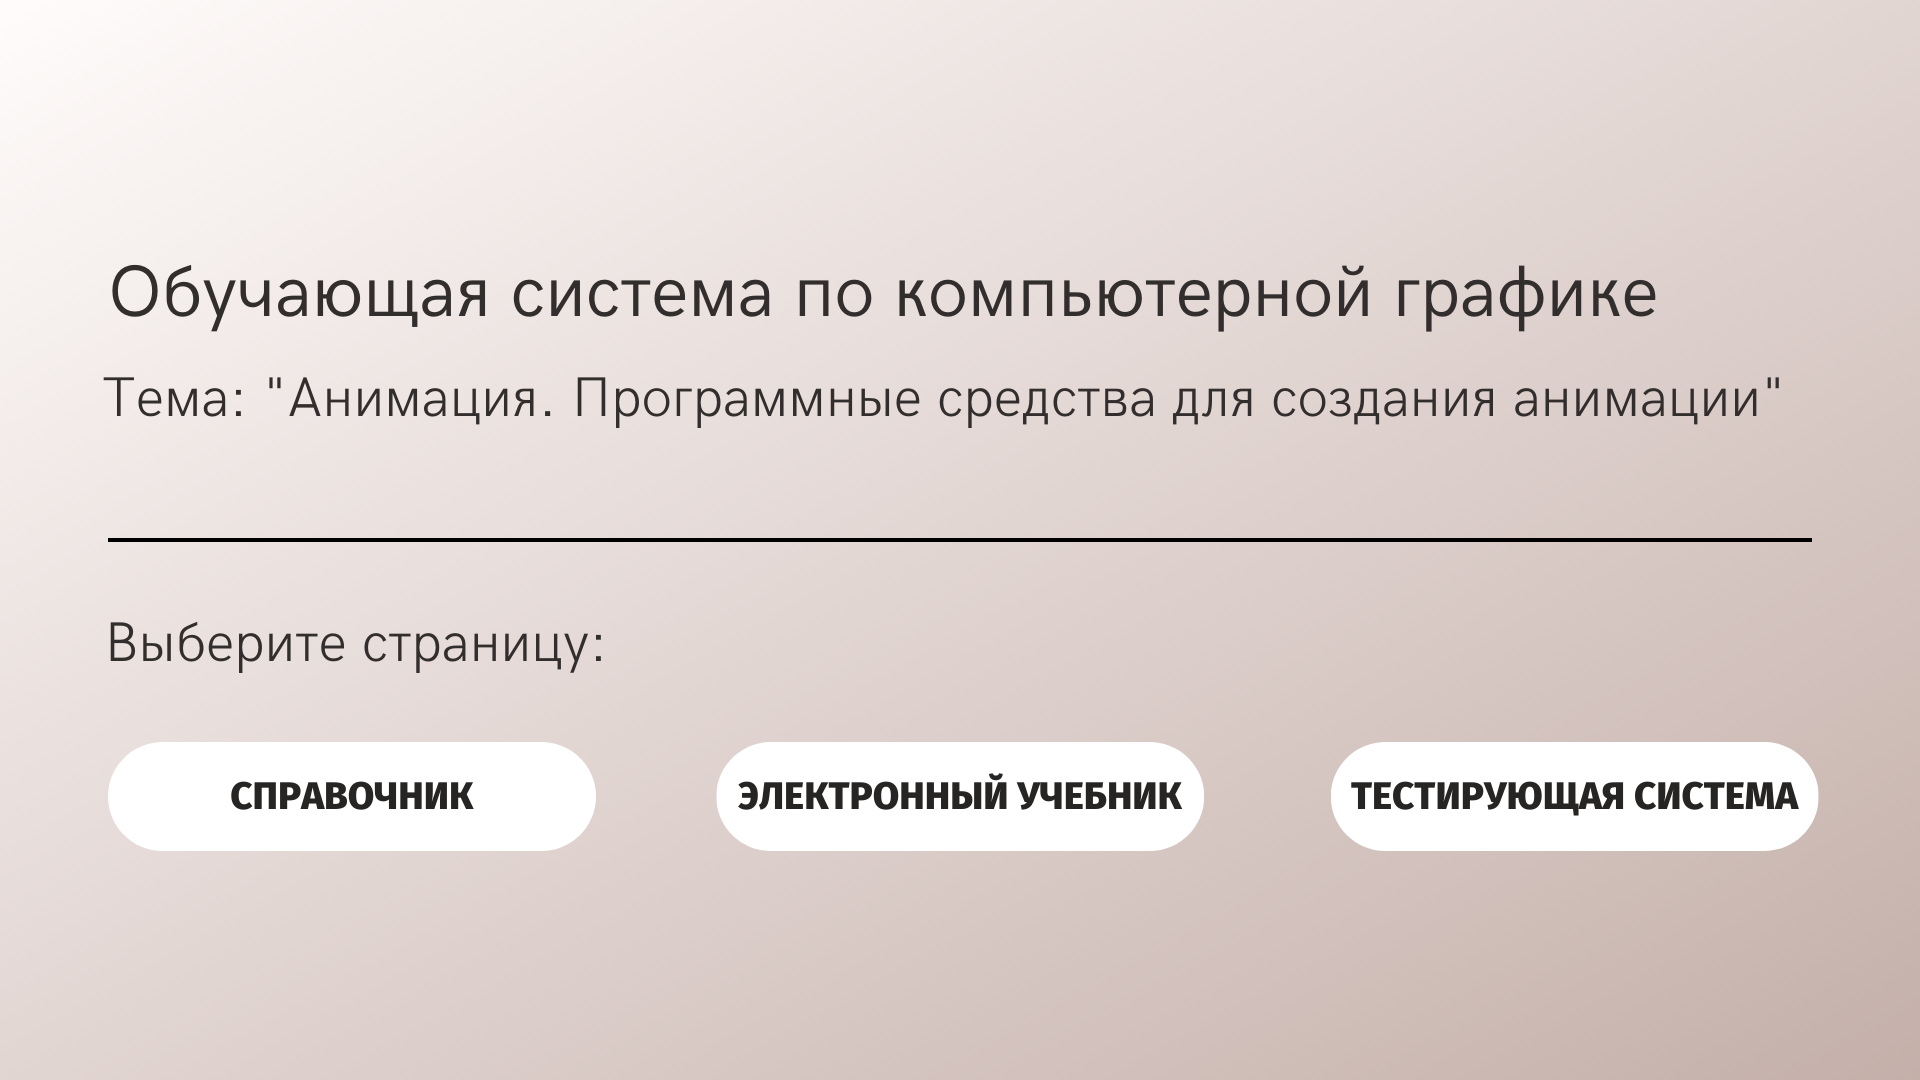 Обучающая система по компьютерной графике
Тема: "Анимация. Программные средства для создания анимации"
Выберите страницу:
СПРАВОЧНИК
ЭЛЕКТРОННЫЙ УЧЕБНИК
ТЕСТИРУЮЩАЯ СИСТЕМА